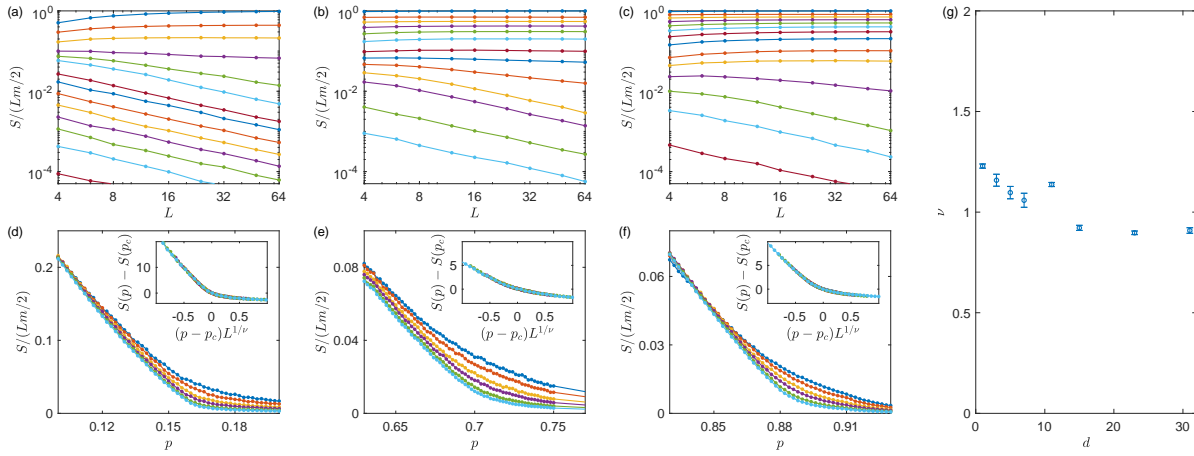 (a)
10^0
10^{-2}
10^{-4}
S/(Lm/2)
4 8 16 32 64
L
(b)
10^0
10^{-2}
10^{-4}
S/(Lm/2)
4 8 16 32 64
L
(c)
10^0
10^{-2}
10^{-4}
S/(Lm/2)
4 8 16 32 64
L
(d)
0.2
0.1
0
S/(Lm/2)
0.12 0.15 0.18
p
10
0
S(p) − S(p_c)
-0.5 0 0.5
(p − p_c)L^{1/ν}
(e)
0.08
0.04
0
S/(Lm/2)
0.65 0.7 0.75
p
5
0
S(p) − S(p_c)
-0.5 0 0.5
(p − p_c)L^{1/ν}
(f)
0.06
0.03
0
S/(Lm/2)
0.85 0.88 0.91
p
10
5
0
S(p) − S(p_c)
-0.5 0 0.5
(p − p_c)L^{1/ν}
(g)
2
1.5
1
0.5
0
ν
0 10 20 30
d